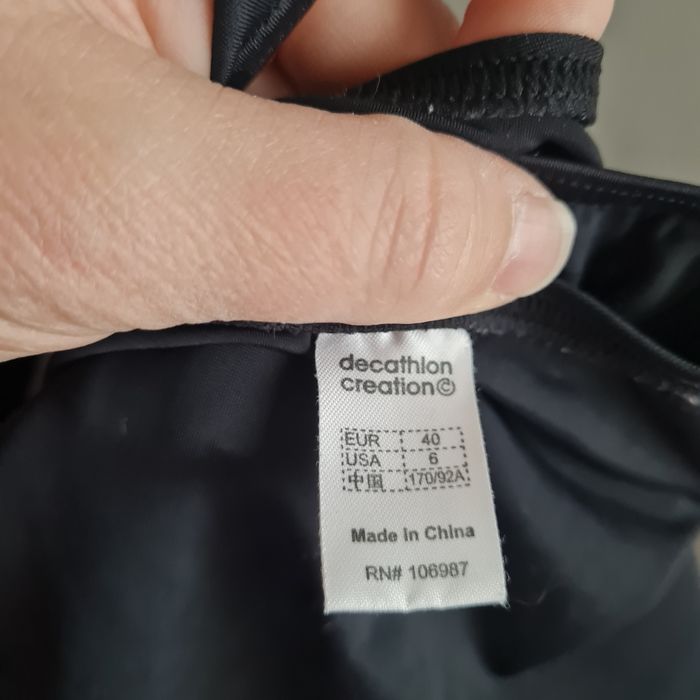 decathlon
creation©
EUR 40
USA 6
中国 170/92A
Made in China
RN# 106987